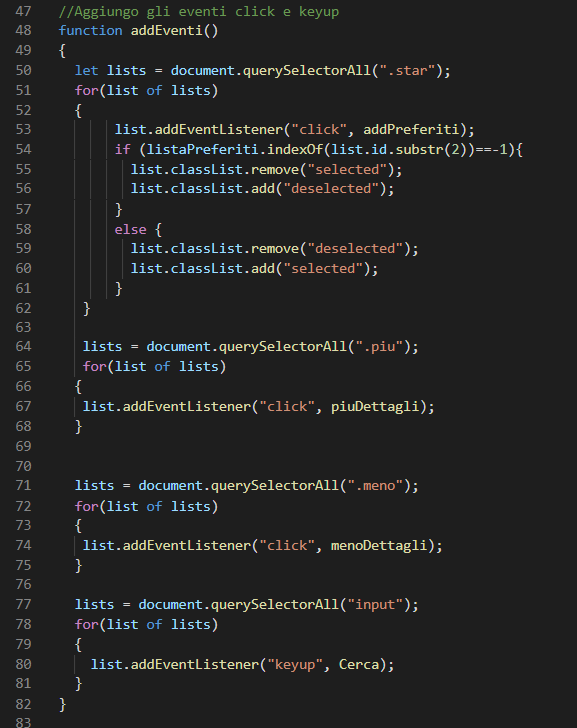 47 //Aggiungo gli eventi click e keyup
48 function addEventi()
49 {
50 let lists = document.querySelectorAll(".star");
51 for(list of lists)
52 {
53 list.addEventListener("click", addPreferiti);
54 if (listaPreferiti.indexOf(list.id.substr(2))==-1){
55 list.classList.remove("selected");
56 list.classList.add("deselected");
57 }
58 else {
59 list.classList.remove("deselected");
60 list.classList.add("selected");
61 }
62 }
63
64 lists = document.querySelectorAll(".piu");
65 for(list of lists)
66 {
67 list.addEventListener("click", piuDettagli);
68 }
69
70
71 lists = document.querySelectorAll(".meno");
72 for(list of lists)
73 {
74 list.addEventListener("click", menoDettagli);
75 }
76
77 lists = document.querySelectorAll("input");
78 for(list of lists)
79 {
80 list.addEventListener("keyup", Cerca);
81 }
82 }
83